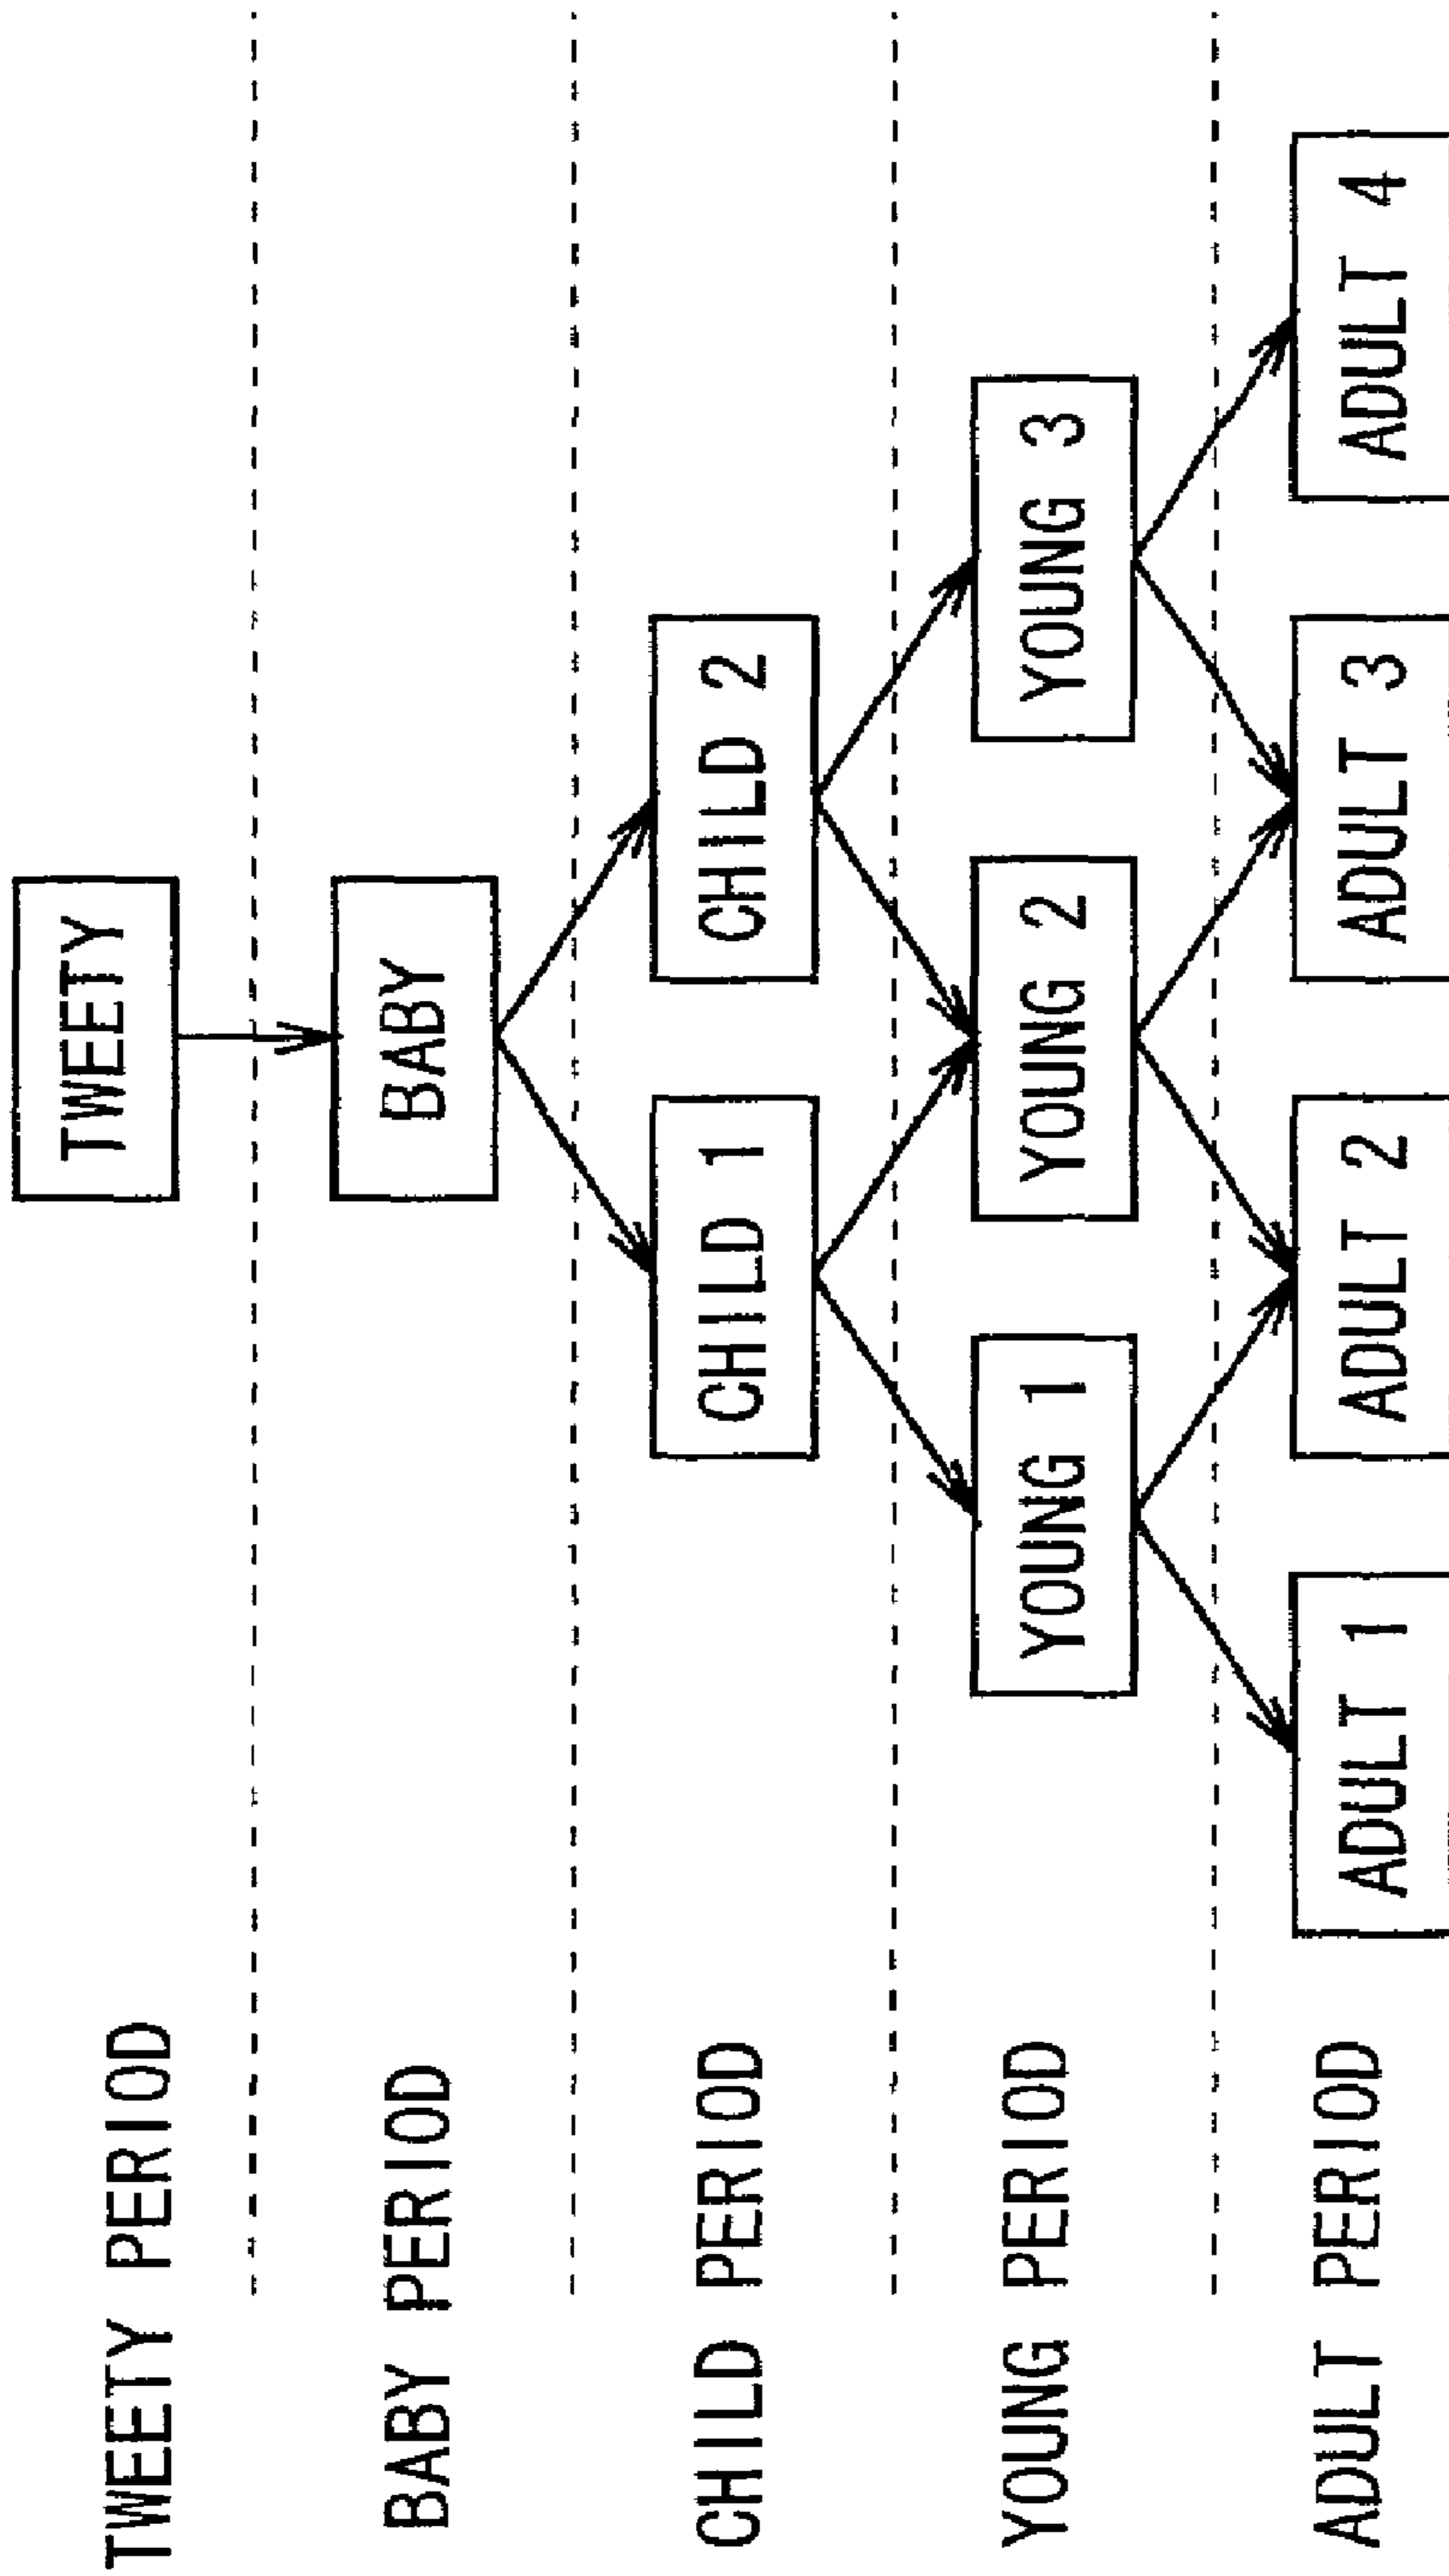 TWEETY PERIOD
TWEETY
BABY PERIOD
BABY
CHILD PERIOD
CHILD 1
CHILD 2
YOUNG PERIOD
YOUNG 1
YOUNG 2
YOUNG 3
ADULT PERIOD
ADULT 1
ADULT 2
ADULT 3
ADULT 4